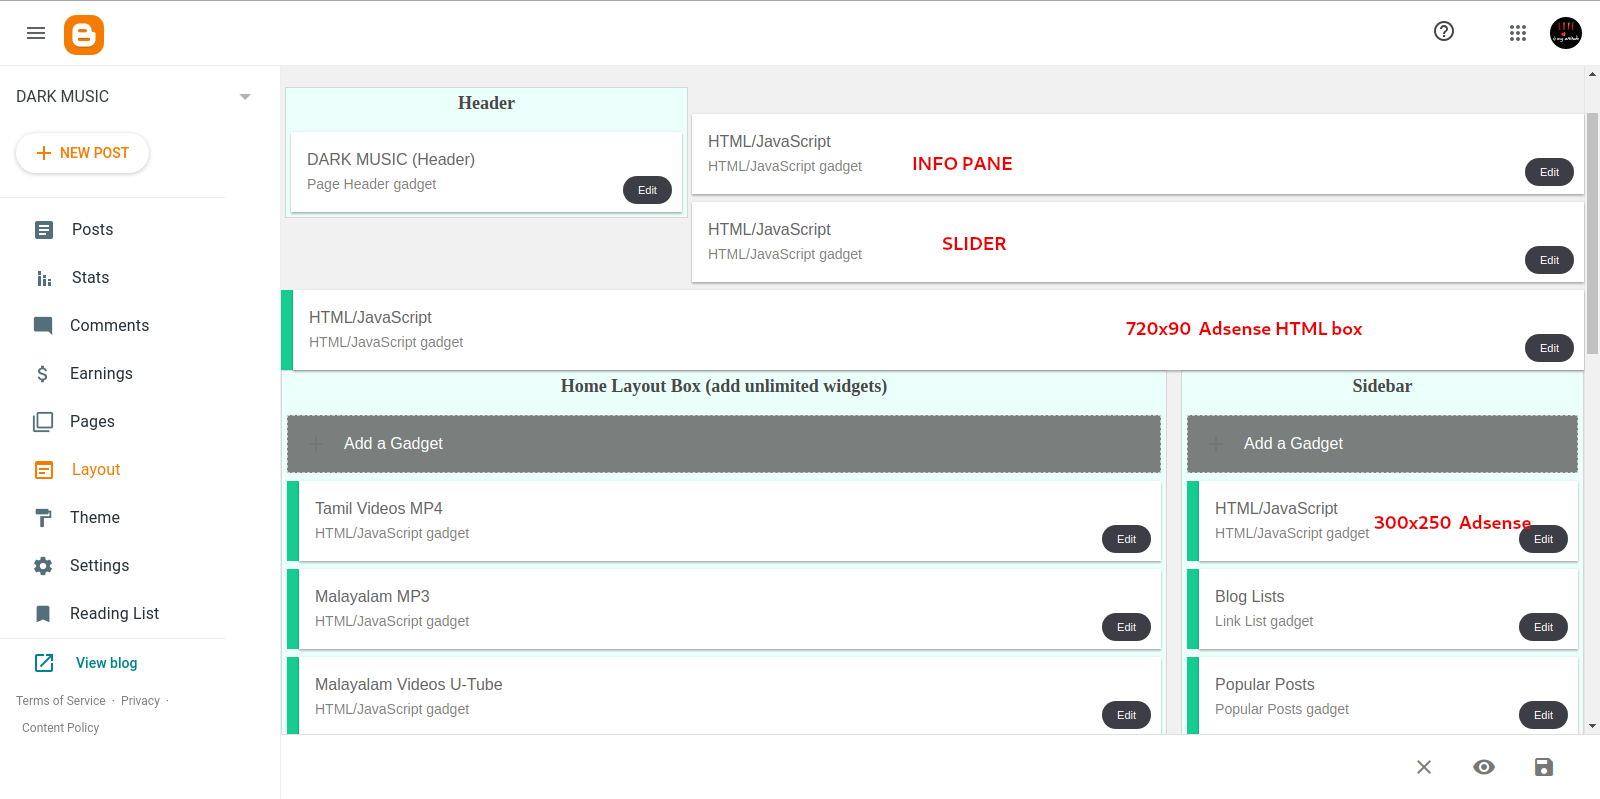 DARK MUSIC
NEW POST
Posts
Stats
Comments
Earnings
Pages
Layout
Theme
Settings
Reading List
View blog
Terms of Service · Privacy ·
Content Policy
Header
DARK MUSIC (Header)
Page Header gadget
Edit
HTML/JavaScript
HTML/JavaScript gadget
INFO PANE
Edit
HTML/JavaScript
HTML/JavaScript gadget
SLIDER
Edit
HTML/JavaScript
HTML/JavaScript gadget
720x90 Adsense HTML box
Edit
Home Layout Box (add unlimited widgets)
Add a Gadget
Tamil Videos MP4
HTML/JavaScript gadget
Edit
Malayalam MP3
HTML/JavaScript gadget
Edit
Malayalam Videos U-Tube
HTML/JavaScript gadget
Edit
Sidebar
Add a Gadget
HTML/JavaScript
HTML/JavaScript gadget
300x250 Adsense
Edit
Blog Lists
Link List gadget
Edit
Popular Posts
Popular Posts gadget
Edit